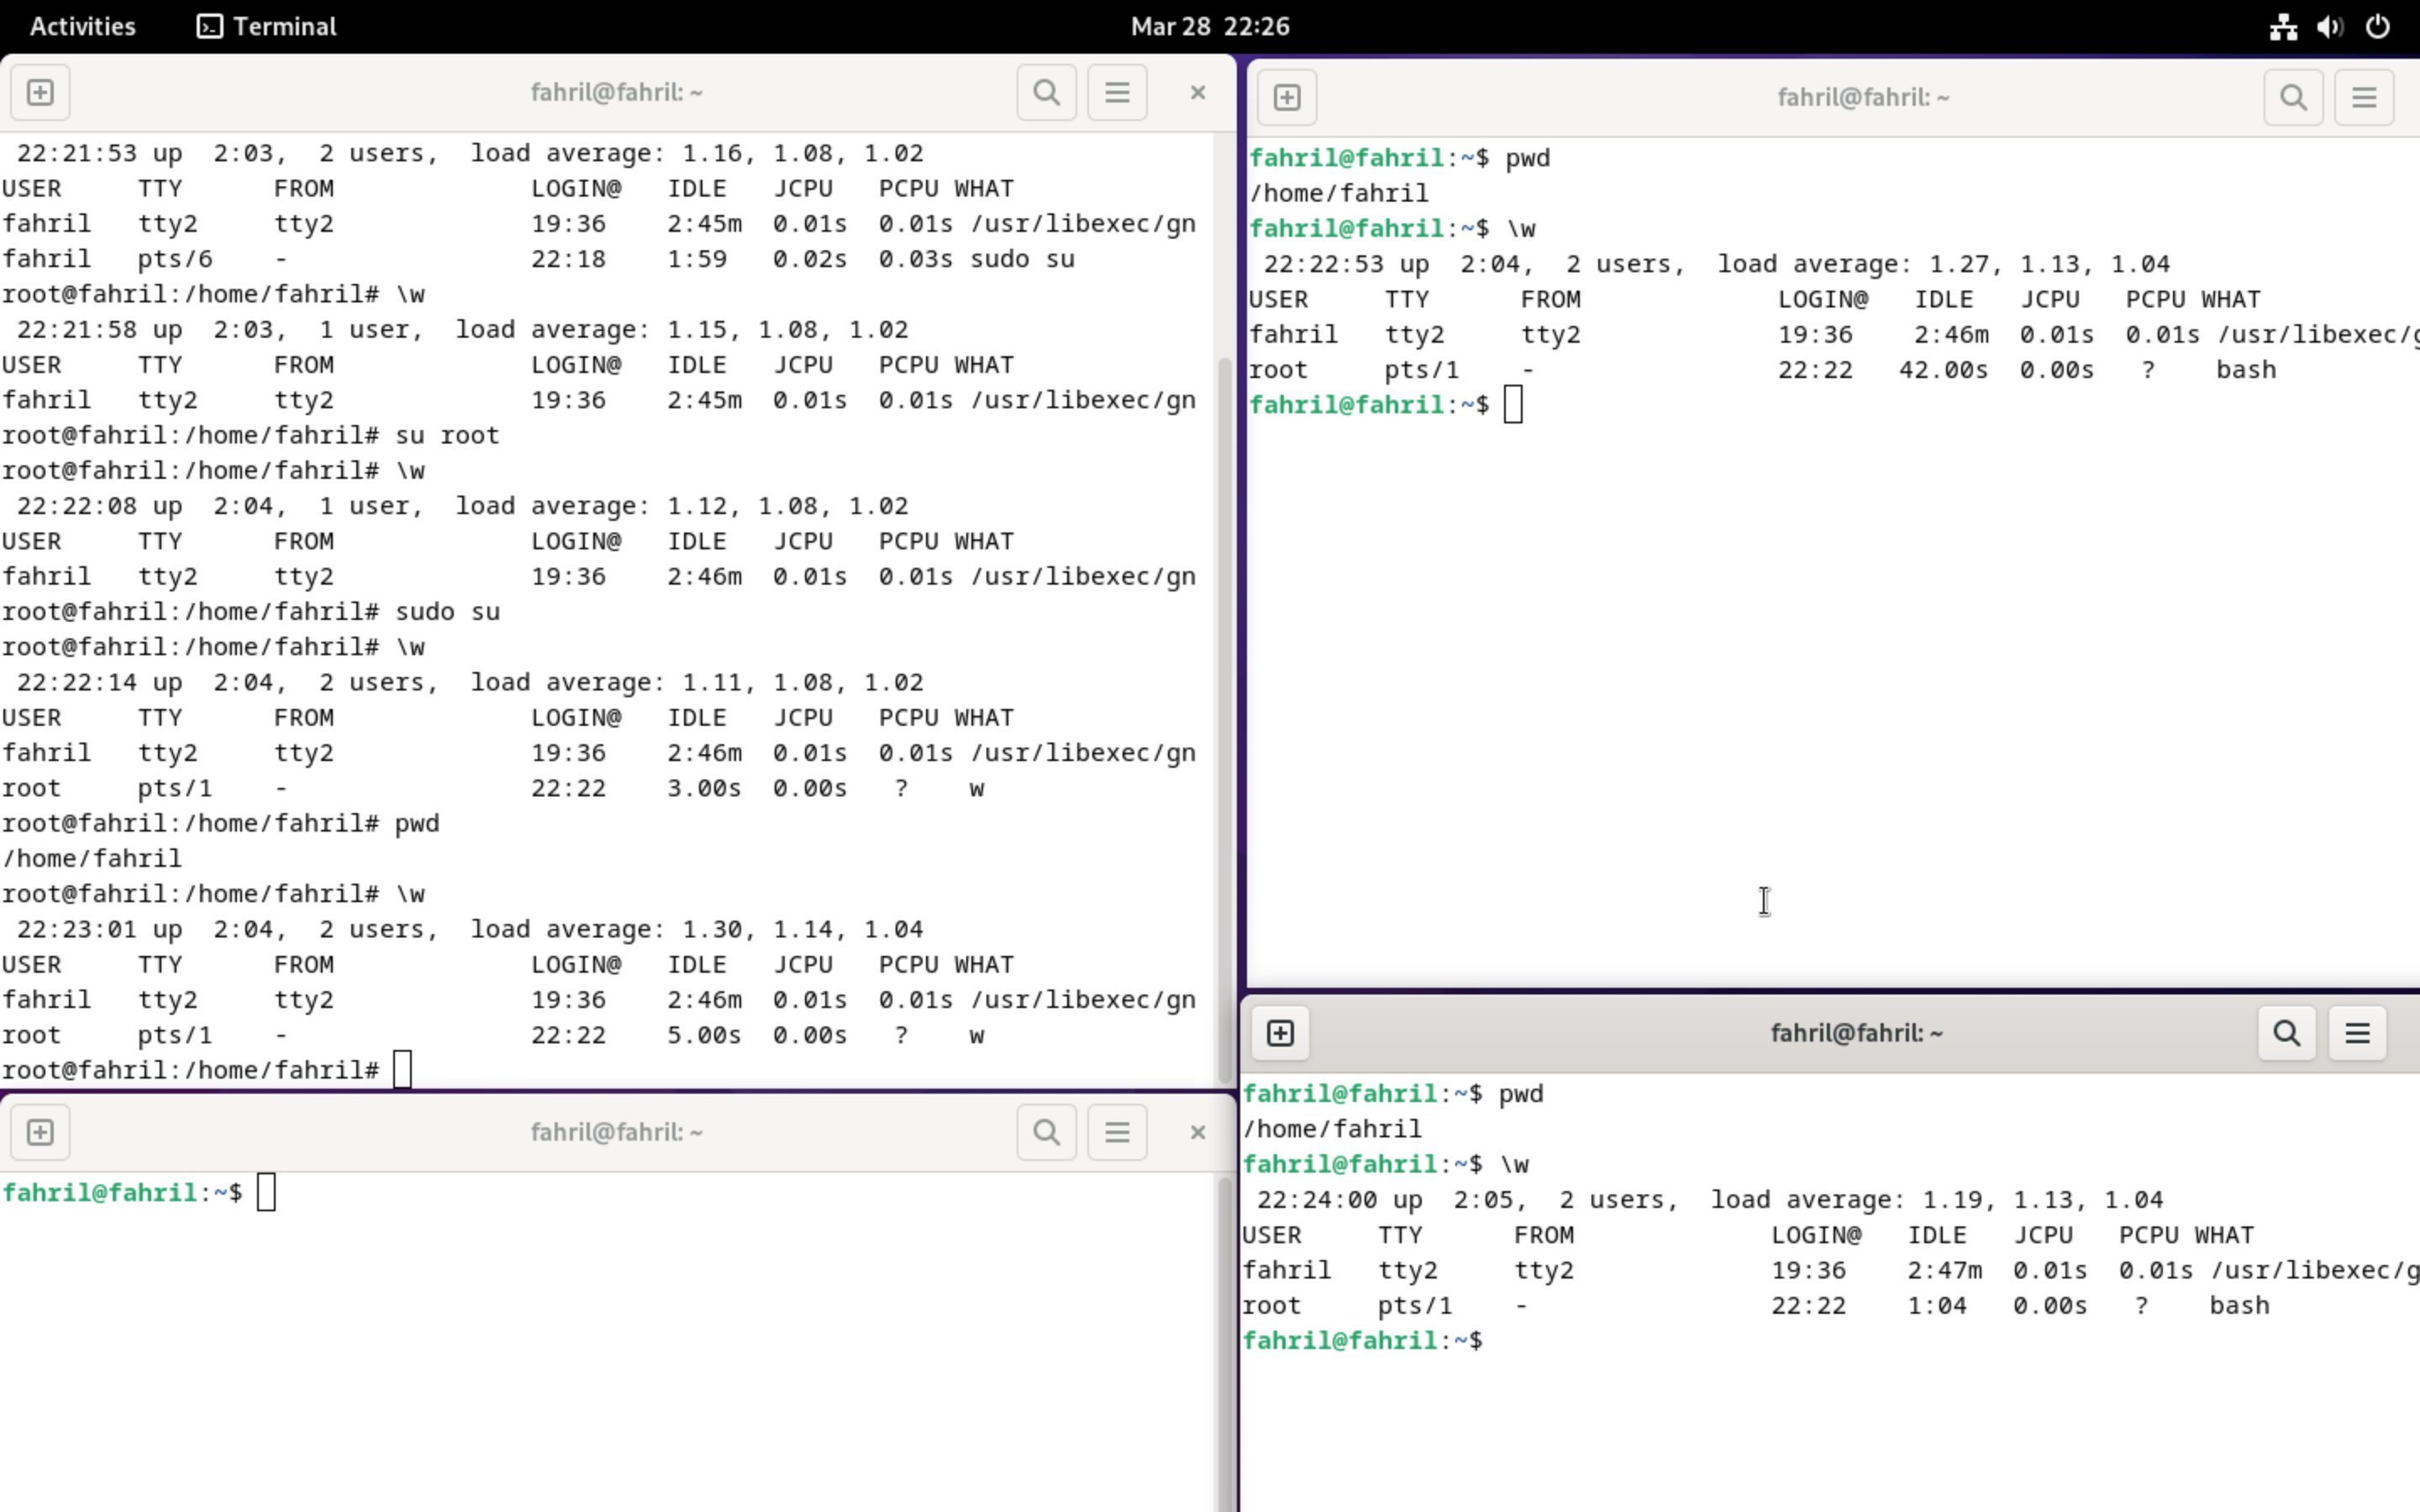 Activities Terminal Mar 28 22:26
fahril@fahril: ~
22:21:53 up  2:03,  2 users,  load average: 1.16, 1.08, 1.02
USER     TTY      FROM             LOGIN@   IDLE   JCPU   PCPU WHAT
fahril   tty2     tty2             19:36    2:45m  0.01s  0.01s /usr/libexec/gn
fahril   pts/6    -                22:18    1:59   0.02s  0.03s sudo su
root@fahril:/home/fahril# \w
22:21:58 up  2:03,  1 user,  load average: 1.15, 1.08, 1.02
USER     TTY      FROM             LOGIN@   IDLE   JCPU   PCPU WHAT
fahril   tty2     tty2             19:36    2:45m  0.01s  0.01s /usr/libexec/gn
root@fahril:/home/fahril# su root
root@fahril:/home/fahril# \w
22:22:08 up  2:04,  1 user,  load average: 1.12, 1.08, 1.02
USER     TTY      FROM             LOGIN@   IDLE   JCPU   PCPU WHAT
fahril   tty2     tty2             19:36    2:46m  0.01s  0.01s /usr/libexec/gn
root@fahril:/home/fahril# sudo su
root@fahril:/home/fahril# \w
22:22:14 up  2:04,  2 users,  load average: 1.11, 1.08, 1.02
USER     TTY      FROM             LOGIN@   IDLE   JCPU   PCPU WHAT
fahril   tty2     tty2             19:36    2:46m  0.01s  0.01s /usr/libexec/gn
root     pts/1    -                22:22    3.00s  0.00s   ?    w
root@fahril:/home/fahril# pwd
/home/fahril
root@fahril:/home/fahril# \w
22:23:01 up  2:04,  2 users,  load average: 1.30, 1.14, 1.04
USER     TTY      FROM             LOGIN@   IDLE   JCPU   PCPU WHAT
fahril   tty2     tty2             19:36    2:46m  0.01s  0.01s /usr/libexec/gn
root     pts/1    -                22:22    5.00s  0.00s   ?    w
root@fahril:/home/fahril#
fahril@fahril: ~
fahril@fahril:~$ pwd
/home/fahril
fahril@fahril:~$ \w
22:22:53 up  2:04,  2 users,  load average: 1.27, 1.13, 1.04
USER     TTY      FROM             LOGIN@   IDLE   JCPU   PCPU WHAT
fahril   tty2     tty2             19:36    2:46m  0.01s  0.01s /usr/libexec/g
root     pts/1    -                22:22   42.00s  0.00s   ?    bash
fahril@fahril:~$
fahril@fahril: ~
fahril@fahril:~$
fahril@fahril: ~
fahril@fahril:~$ pwd
/home/fahril
fahril@fahril:~$ \w
22:24:00 up  2:05,  2 users,  load average: 1.19, 1.13, 1.04
USER     TTY      FROM             LOGIN@   IDLE   JCPU   PCPU WHAT
fahril   tty2     tty2             19:36    2:47m  0.01s  0.01s /usr/libexec/g
root     pts/1    -                22:22    1:04   0.00s   ?    bash
fahril@fahril:~$